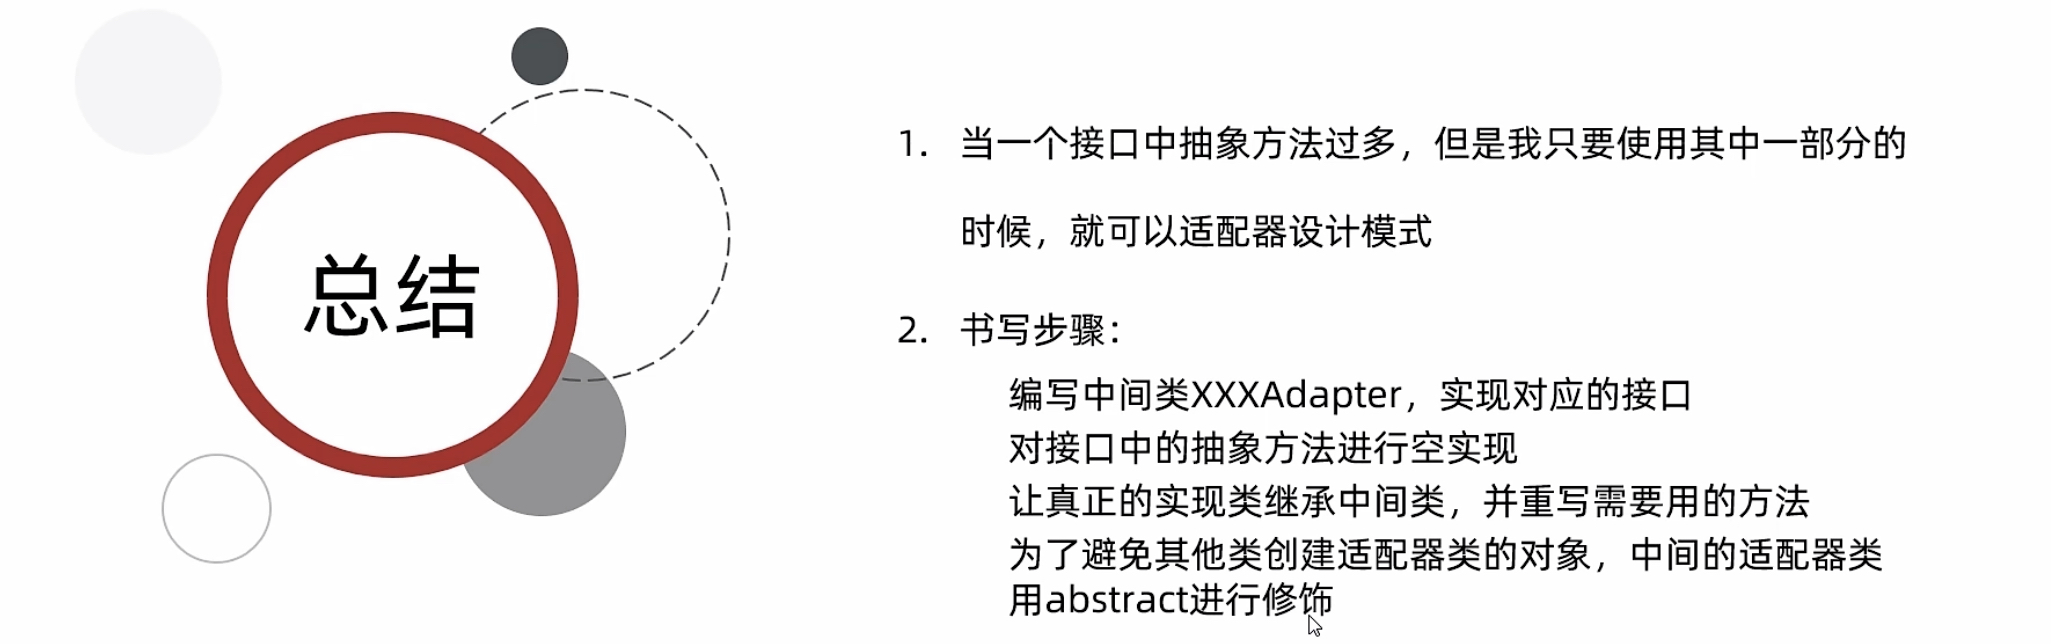 总结
1. 当一个接口中抽象方法过多，但是我只要使用其中一部分的
时候，就可以适配器设计模式
2. 书写步骤：
编写中间类XXXAdapter，实现对应的接口
对接口中的抽象方法进行空实现
让真正的实现类继承中间类，并重写需要用的方法
为了避免其他类创建适配器类的对象，中间的适配器类
用abstract进行修饰